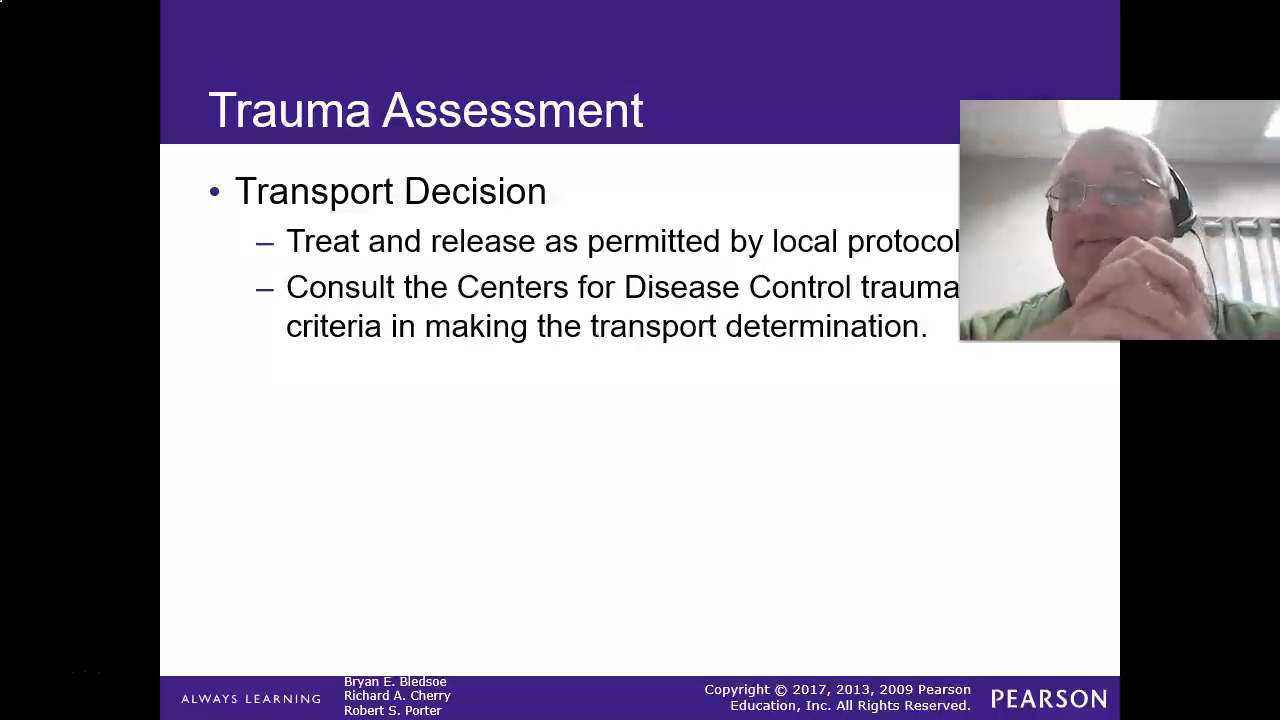 Trauma Assessment
• Transport Decision
– Treat and release as permitted by local protocol
– Consult the Centers for Disease Control trauma
criteria in making the transport determination.
ALWAYS LEARNING
Bryan E. Bledsoe
Richard A. Cherry
Robert S. Porter
Copyright © 2017, 2013, 2009 Pearson
Education, Inc. All Rights Reserved.
PEARSON